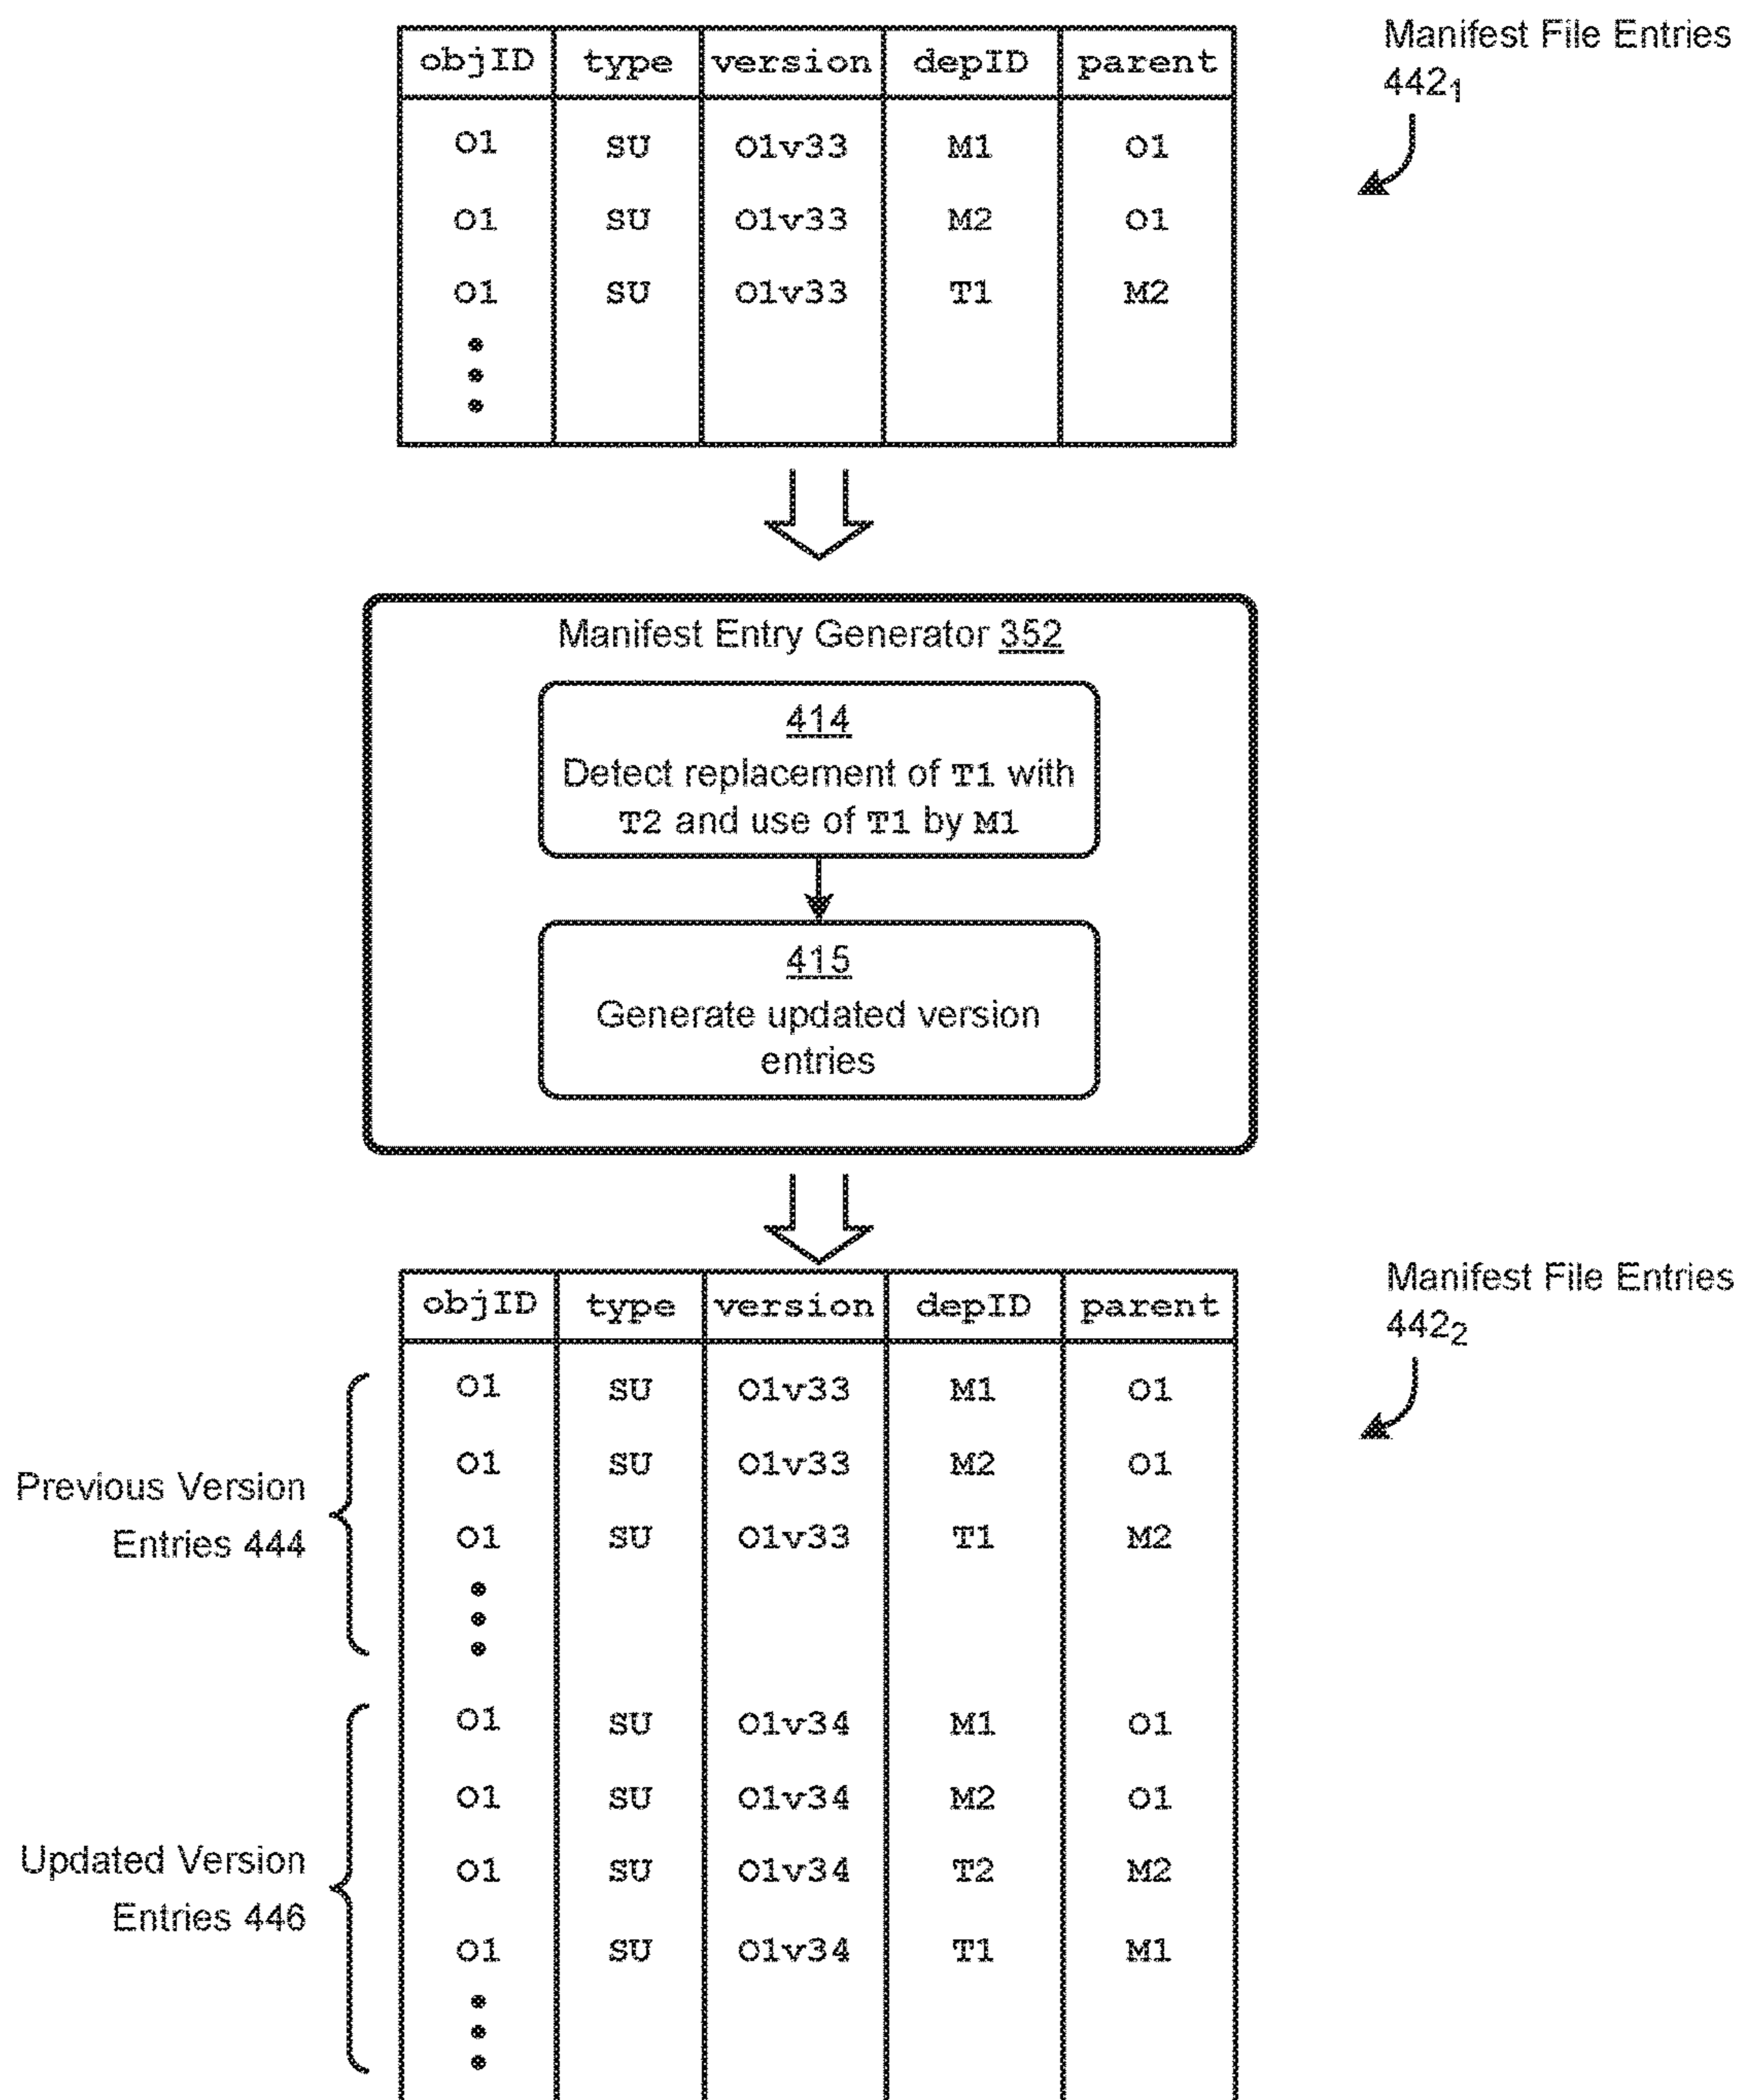 Manifest File Entries
442₁
objID type version depID parent
O1 SU O1v33 M1 O1
O1 SU O1v33 M2 O1
O1 SU O1v33 T1 M2
Manifest Entry Generator 352
414
Detect replacement of T1 with
T2 and use of T1 by M1
415
Generate updated version
entries
Manifest File Entries
442₂
objID type version depID parent
Previous Version
Entries 444
O1 SU O1v33 M1 O1
O1 SU O1v33 M2 O1
O1 SU O1v33 T1 M2
Updated Version
Entries 446
O1 SU O1v34 M1 O1
O1 SU O1v34 M2 O1
O1 SU O1v34 T2 M2
O1 SU O1v34 T1 M1